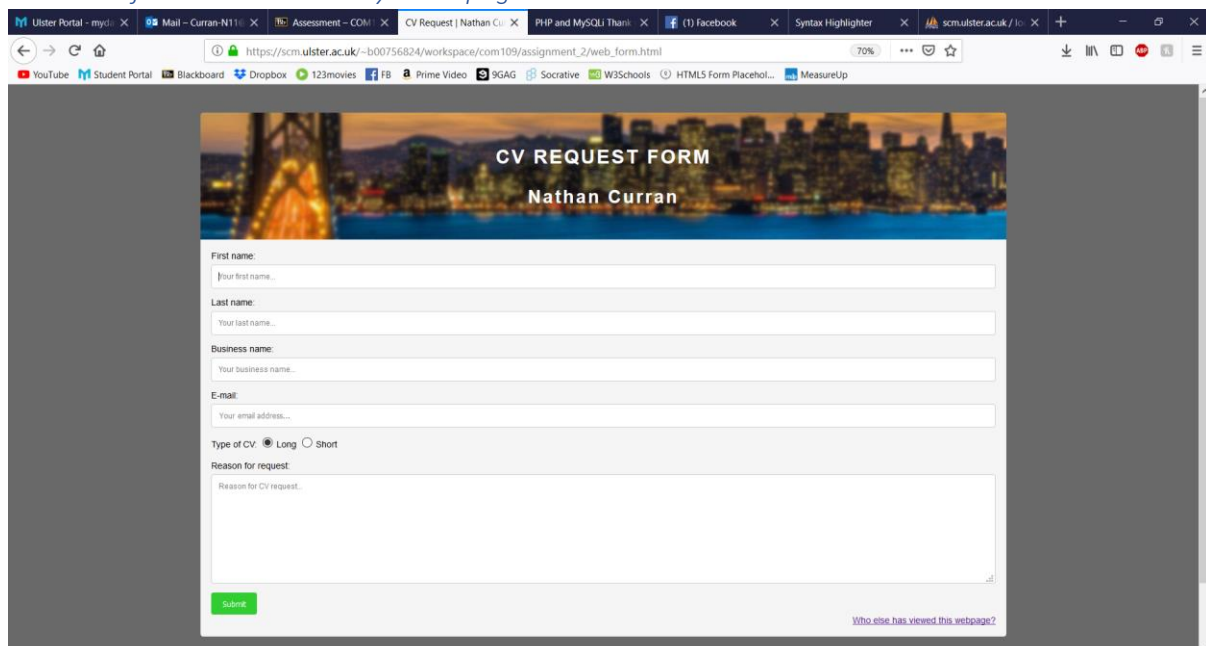 Ulster Portal - myda
Mail – Curran-N116
Assessment – COM1
CV Request | Nathan Cu
PHP and MySQLi Thank
(1) Facebook
Syntax Highlighter
scm.ulster.ac.uk / lo
https://scm.ulster.ac.uk/~b00756824/workspace/com109/assignment_2/web_form.html
70%
YouTube Student Portal Blackboard Dropbox 123movies FB Prime Video 9GAG Socrative W3Schools HTML5 Form Placehol... MeasureUp
CV REQUEST FORM
Nathan Curran
First name:
Your first name..
Last name:
Your last name..
Business name:
Your business name..
E-mail:
Your email address....
Type of CV: Long Short
Reason for request:
Reason for CV request..
Submit
Who else has viewed this webpage?